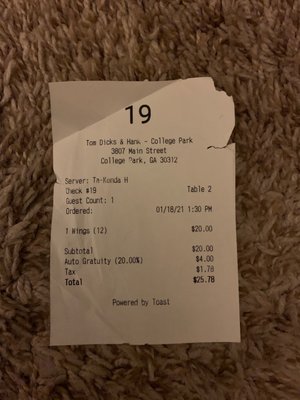 19
Tom Dicks & Hank - College Park
3807 Main Street
College Park, GA 30312
Server: Ta-Konda H
Check #19 Table 2
Guest Count: 1
Ordered: 01/18/21 1:30 PM
1 Wings (12) $20.00
Subtotal $20.00
Auto Gratuity (20.00%) $4.00
Tax $1.78
Total $25.78
Powered by Toast